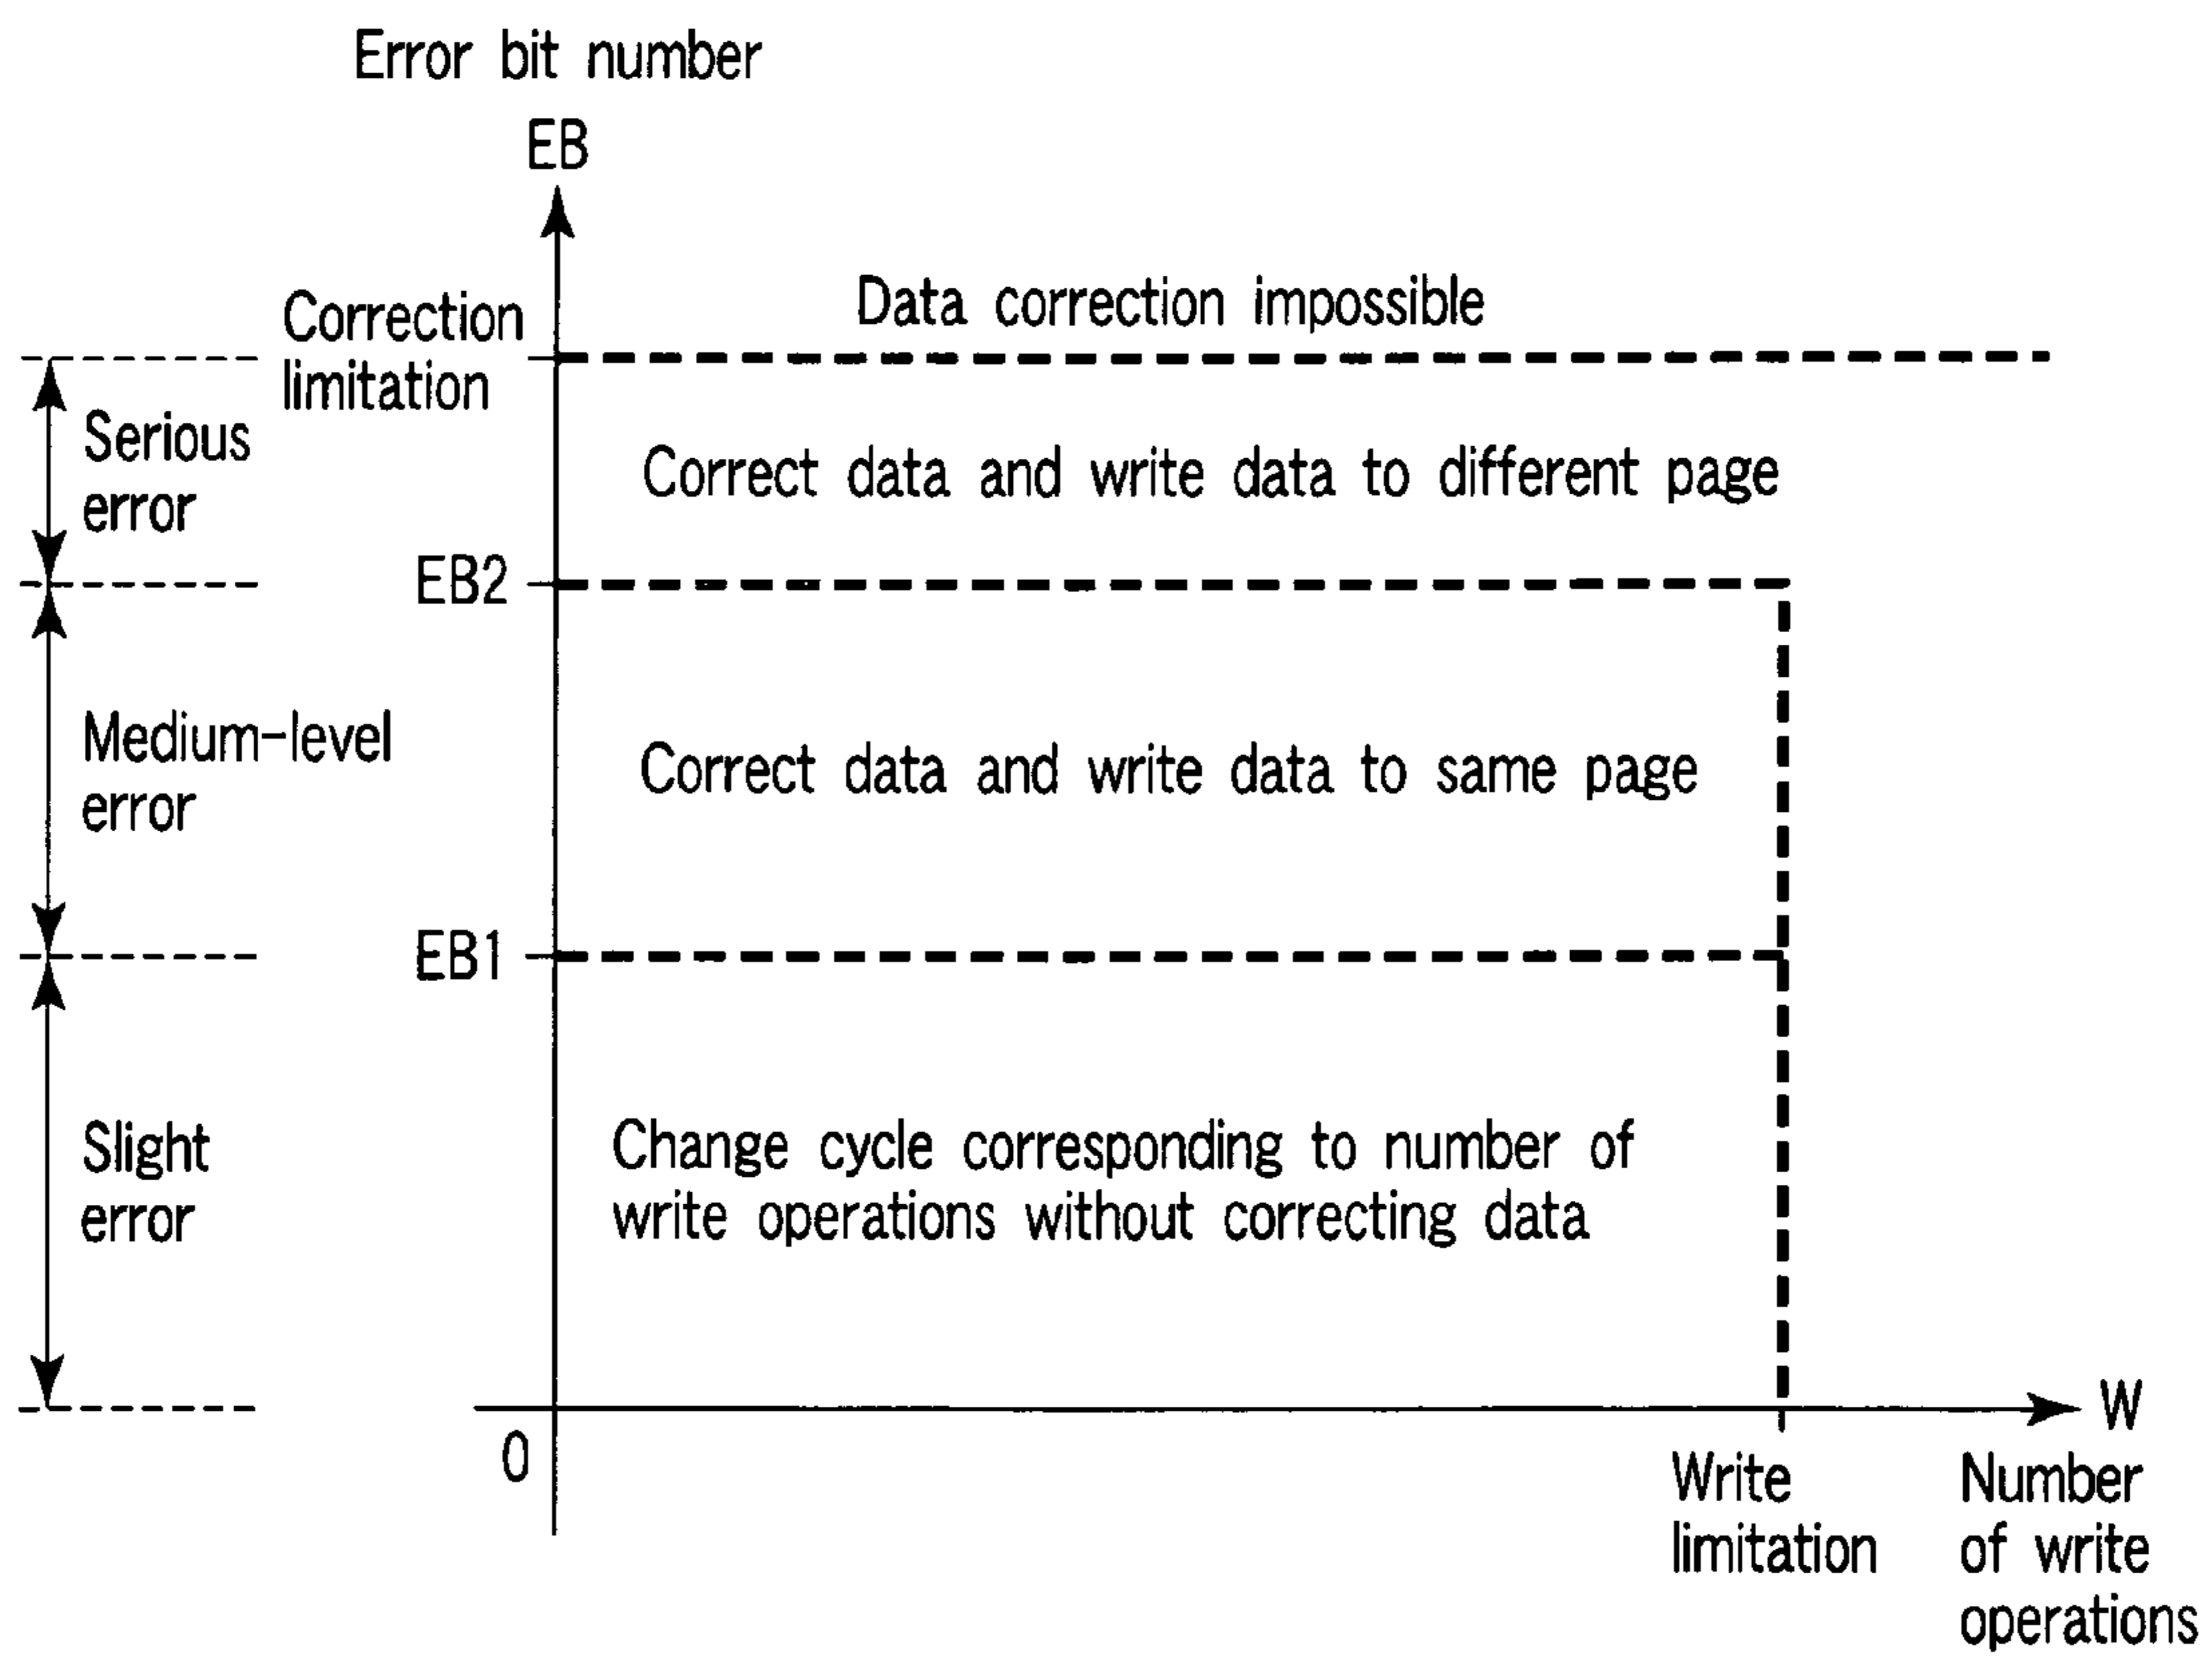 Error bit number
EB
Correction
limitation
Data correction impossible
Serious
error
Correct data and write data to different page
EB2
Medium-level
error
Correct data and write data to same page
EB1
Slight
error
Change cycle corresponding to number of
write operations without correcting data
0
W
Write
limitation
Number
of write
operations